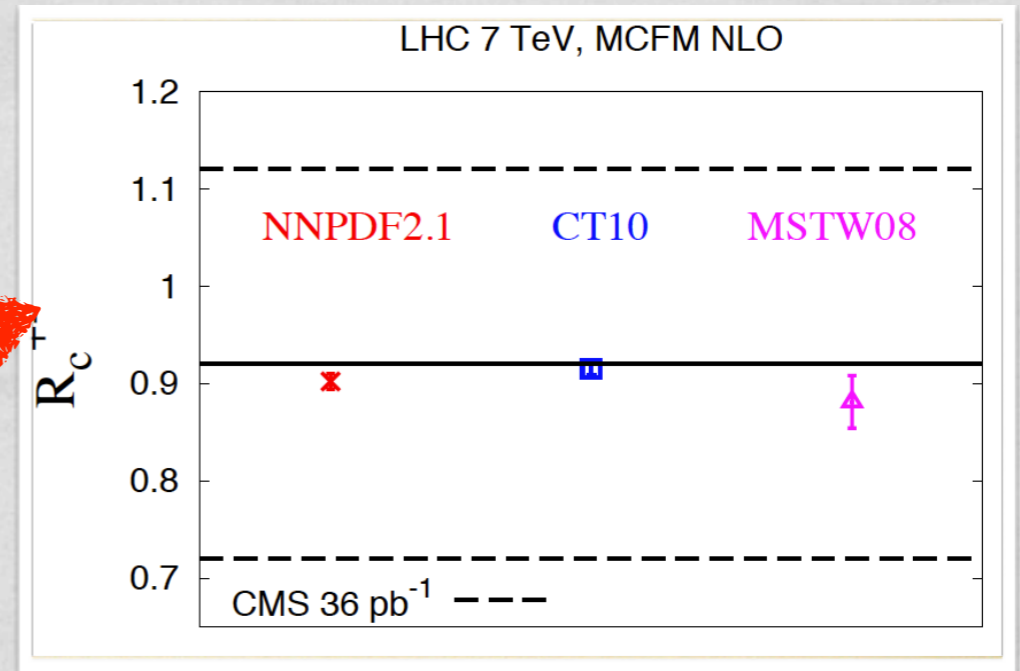 LHC 7 TeV, MCFM NLO
1.2
1.1
NNPDF2.1 CT10 MSTW08
1
R_c^+
0.9
0.8
0.7
CMS 36 pb^-1